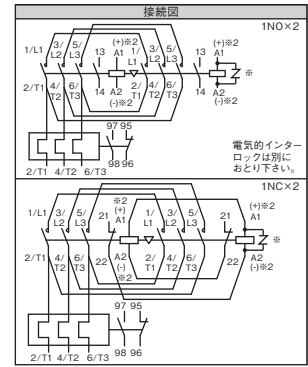 接続図
1NO×2
(+)※2 (+)※2
1/L1 3/ 5/ 13 A1 1/ 3/ 5/ 13 A1
L2 L3 L1 L2 L3
※
2/T1 4/ 6/ 14 A2 2/ 4/ 6/ 14 A2
T2 T3 (-)※2 T1 T2 T3 (-)※2
97 95
98 96
2/T1 4/T2 6/T3
電気的インター
ロックは別に
おとり下さい。
1NC×2
※2 (+)※2
1/L1 3/ 5/ 21 (+) 1/ 3/ 5/ 21 A1
L2 L3 A1 L1 L2 L3
※
2/T1 4/ 6/ 22 A2 2/ 4/ 6/ 22 A2
T2 T3 (-) T1 T2 T3 (-)※2
※2
97 95
98 96
2/T1 4/T2 6/T3